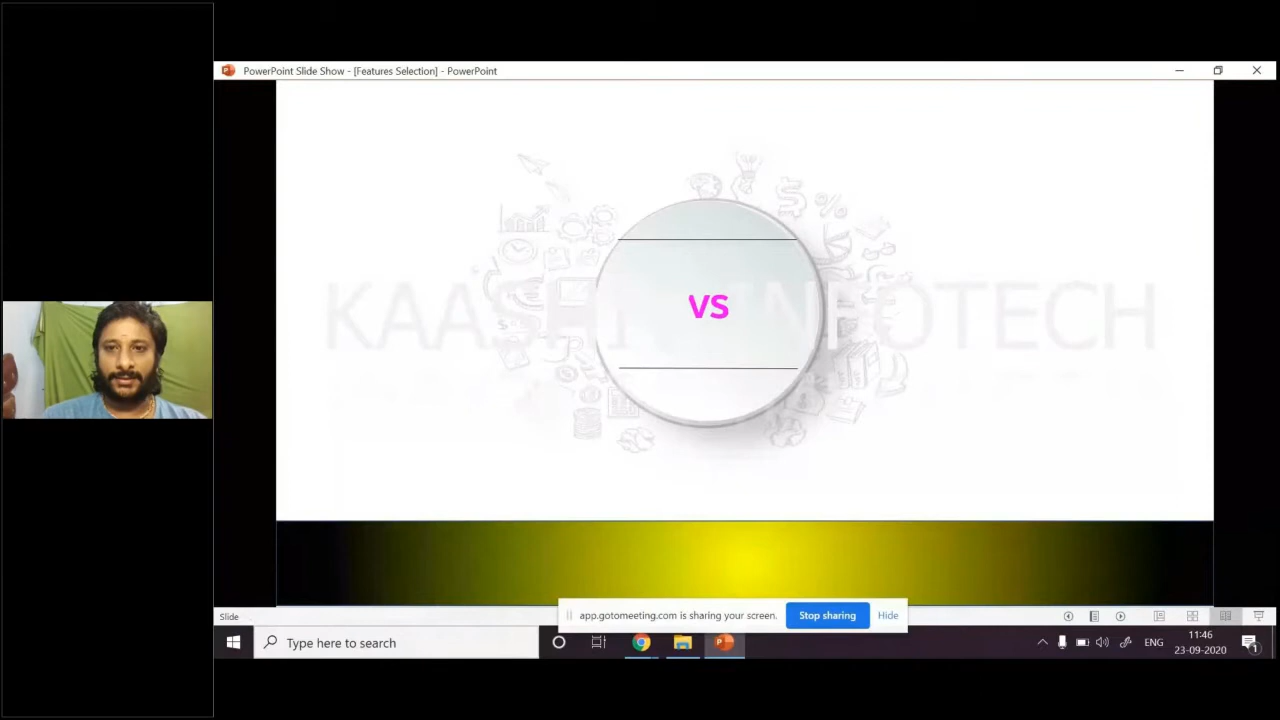 PowerPoint Slide Show - [Features Selection] - PowerPoint
VS
app.gotomeeting.com is sharing your screen.
Stop sharing
Hide
Slide
Type here to search
ENG
11:46
23-09-2020
1